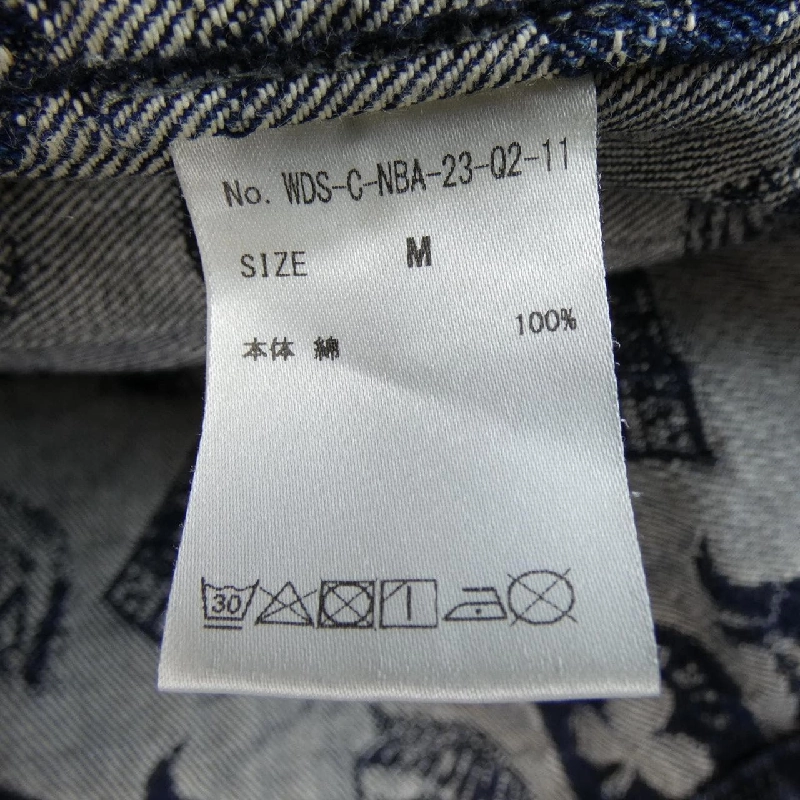 No. WDS-C-NBA-23-Q2-11
SIZE M
本体 綿 100%
30